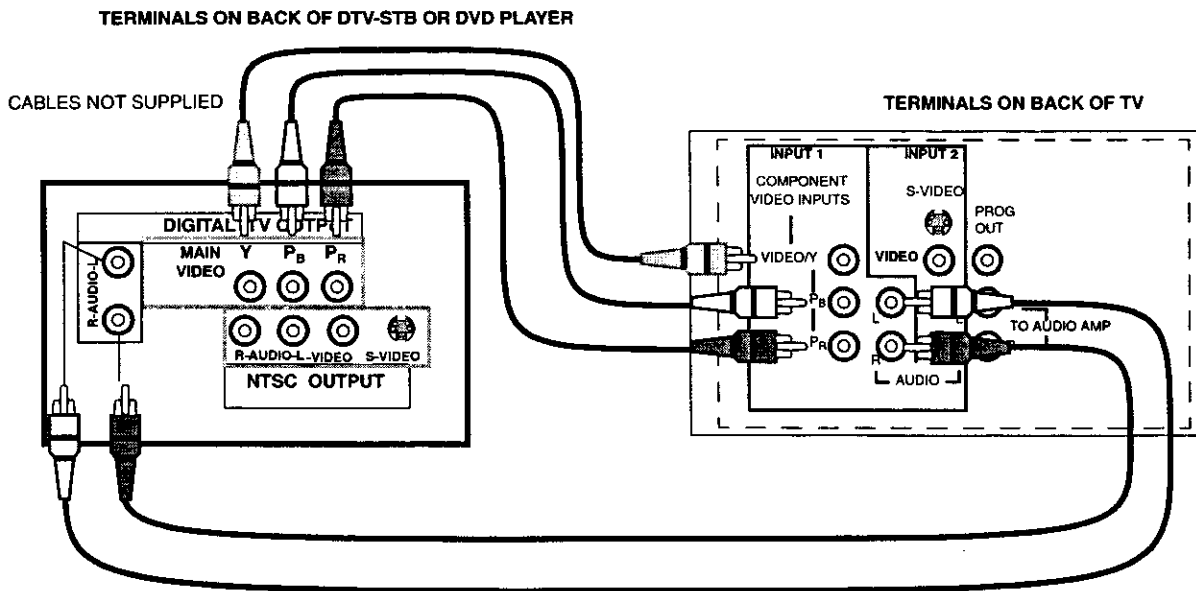 TERMINALS ON BACK OF DTV-STB OR DVD PLAYER
CABLES NOT SUPPLIED
TERMINALS ON BACK OF TV
DIGITAL TV OUTPUT
MAIN
VIDEO
Y PB PR
R-AUDIO-L
R-AUDIO-L-VIDEO S-VIDEO
NTSC OUTPUT
INPUT 1
INPUT 2
COMPONENT
VIDEO INPUTS
S-VIDEO
PROG
OUT
VIDEO/Y
VIDEO
PB
L
L
TO AUDIO AMP
PR
R
R
AUDIO